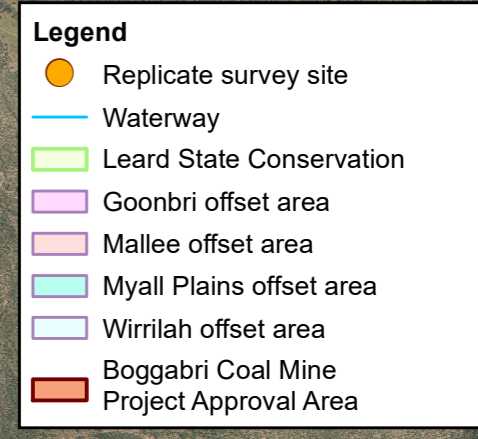 Legend
Replicate survey site
Waterway
Leard State Conservation
Goonbri offset area
Mallee offset area
Myall Plains offset area
Wirrilah offset area
Boggabri Coal Mine
Project Approval Area